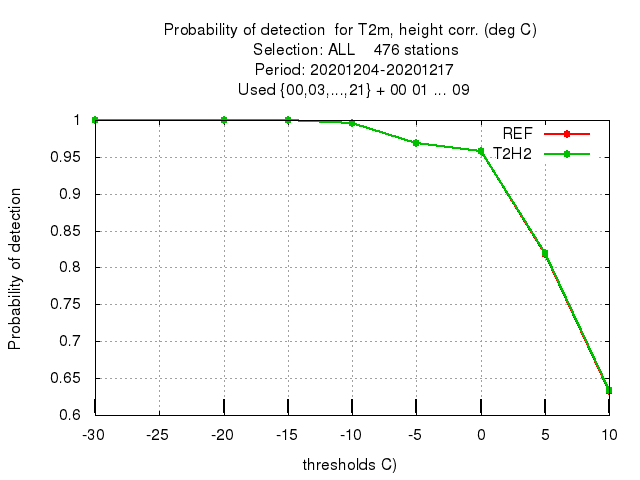 Probability of detection  for T2m, height corr. (deg C)
Selection: ALL    476 stations
Period: 20201204-20201217
Used {00,03,...,21} + 00 01 ... 09
REF
T2H2
1
0.95
0.9
0.85
0.8
0.75
0.7
0.65
0.6
Probability of detection
-30
-25
-20
-15
-10
-5
0
5
10
thresholds C)